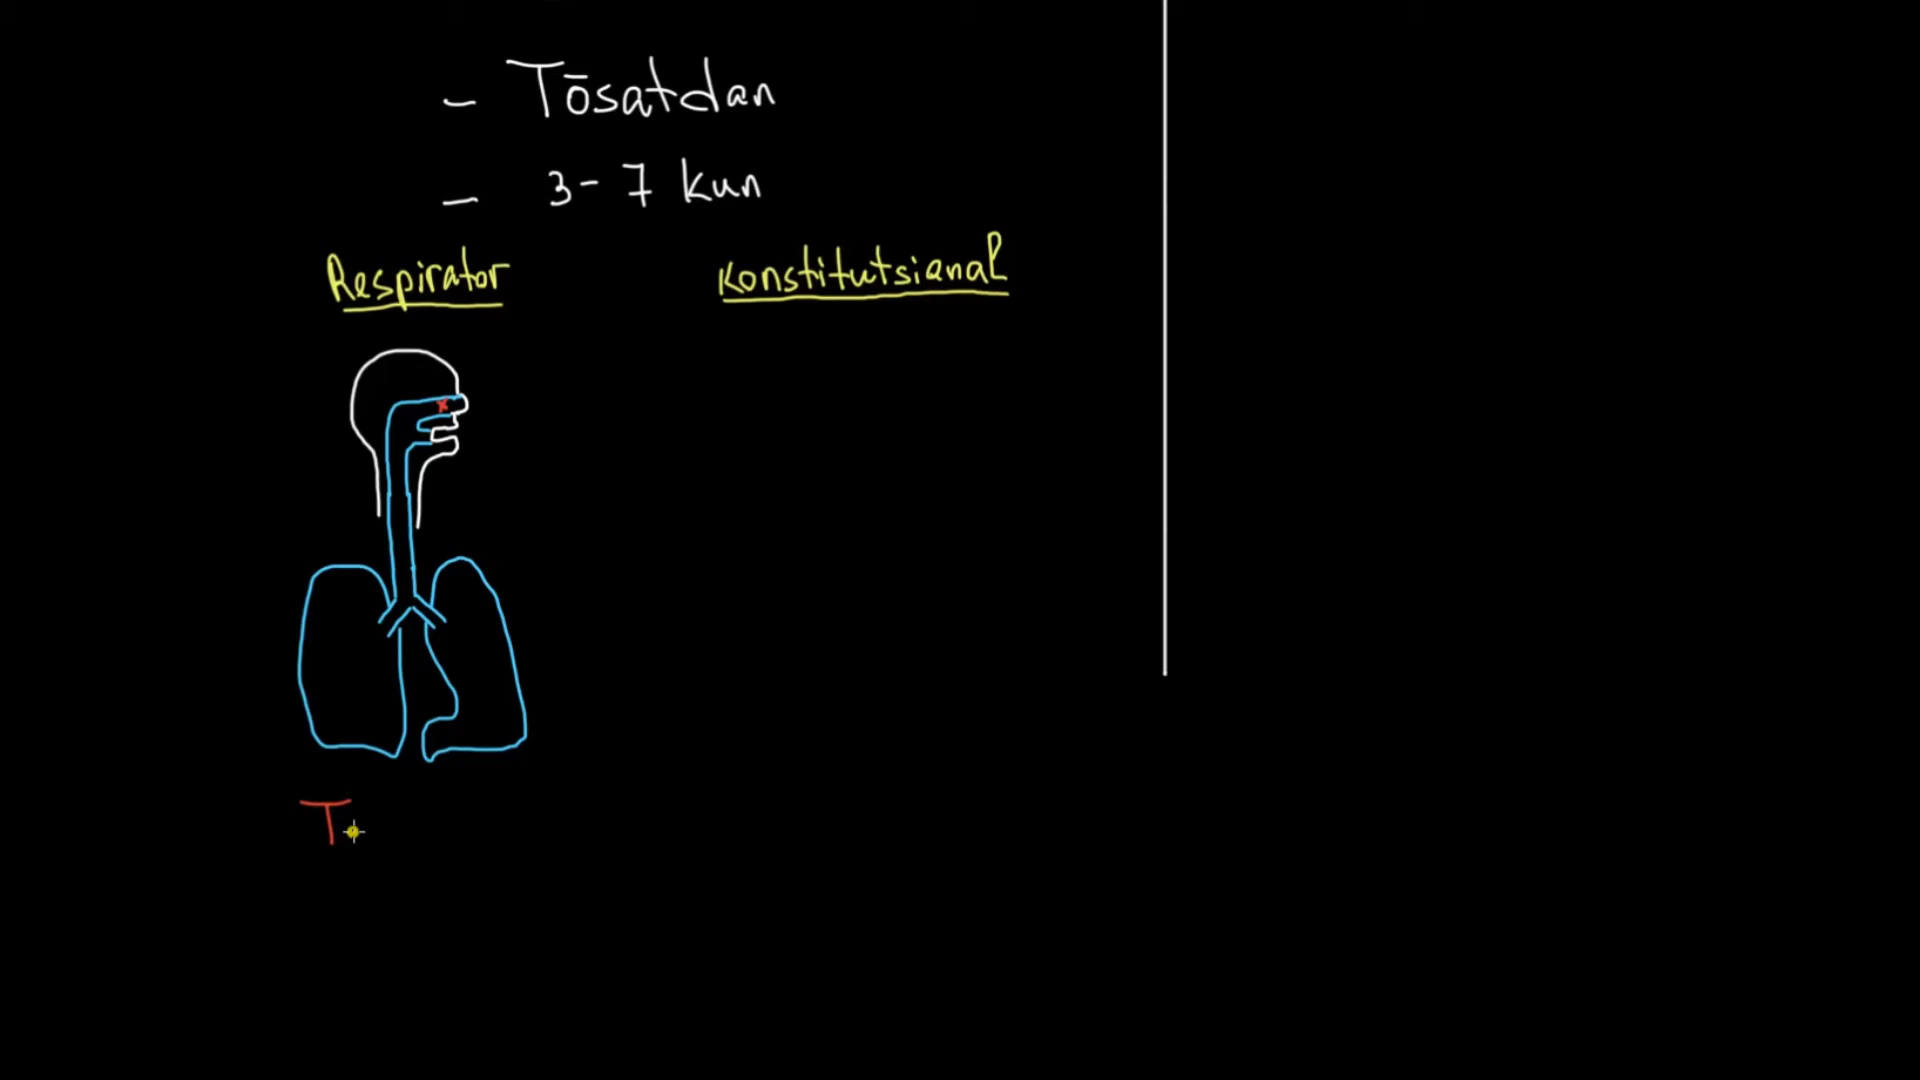 - Tōsatdan
- 3-7 kun
Respirator Konstitutsianal
T